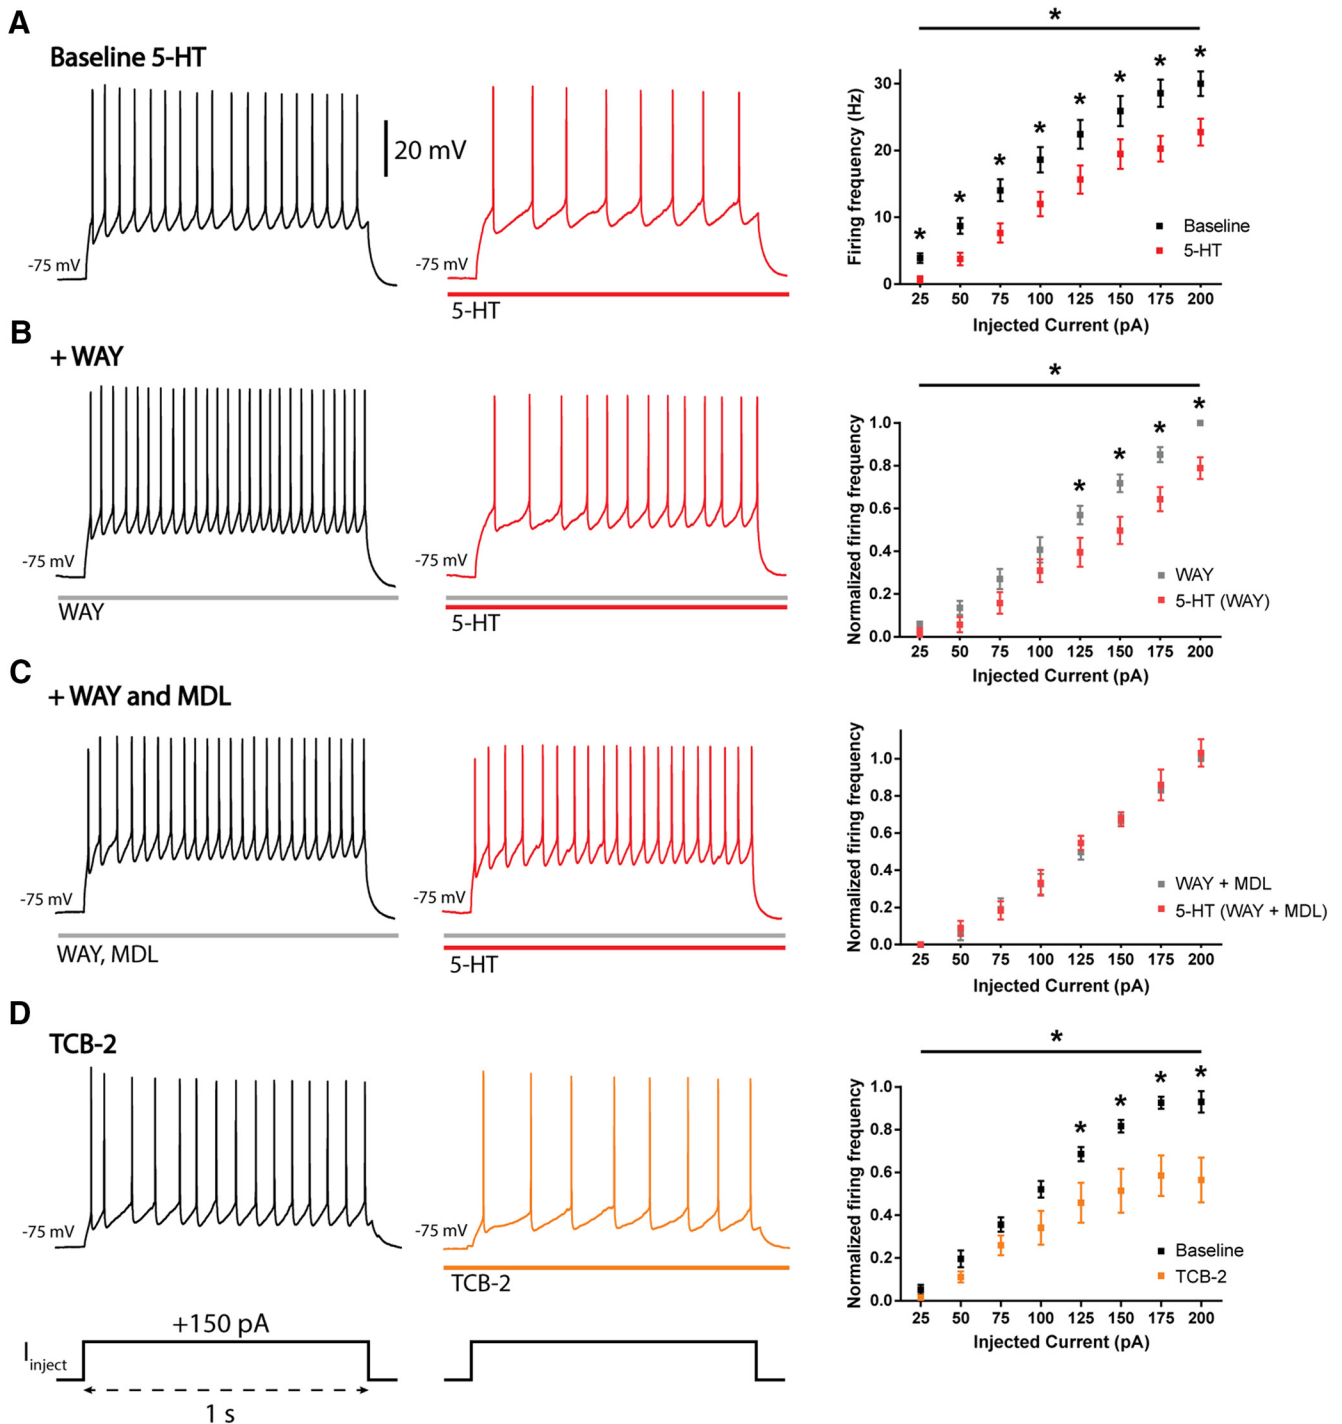 A
Baseline 5-HT
20 mV
-75 mV
-75 mV
5-HT
*
* * * * * * * *
Firing frequency (Hz)
30
20
10
0
Baseline
5-HT
25 50 75 100 125 150 175 200
Injected Current (pA)
B
+ WAY
-75 mV
WAY
-75 mV
5-HT
*
* * * *
Normalized firing frequency
1.0
0.8
0.6
0.4
0.2
0.0
WAY
5-HT (WAY)
25 50 75 100 125 150 175 200
Injected Current (pA)
C
+ WAY and MDL
-75 mV
WAY, MDL
-75 mV
5-HT
Normalized firing frequency
1.0
0.8
0.6
0.4
0.2
0.0
WAY + MDL
5-HT (WAY + MDL)
25 50 75 100 125 150 175 200
Injected Current (pA)
D
TCB-2
-75 mV
-75 mV
TCB-2
*
* * * *
Normalized firing frequency
1.0
0.8
0.6
0.4
0.2
0.0
Baseline
TCB-2
25 50 75 100 125 150 175 200
Injected Current (pA)
+150 pA
Iinject
1 s